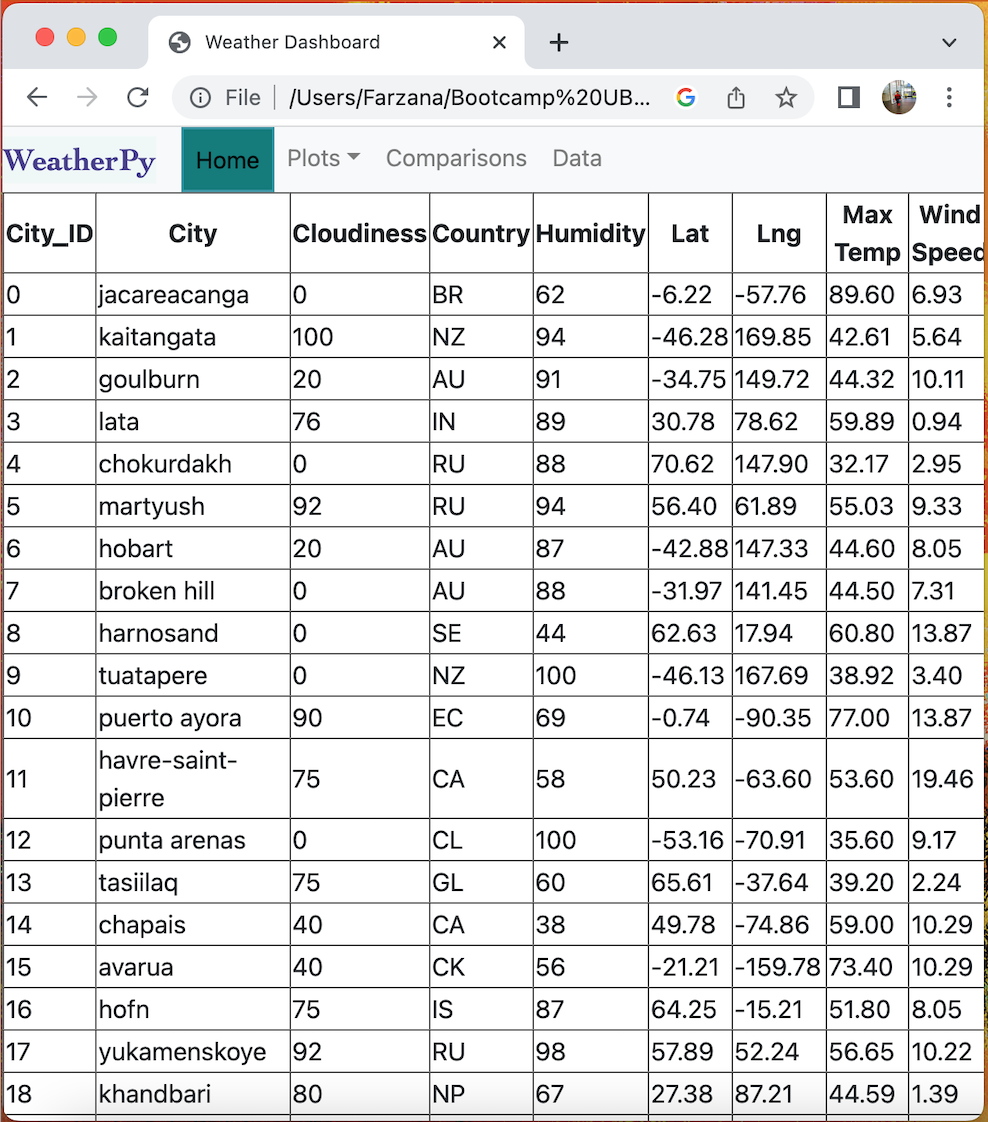 Weather Dashboard
File /Users/Farzana/Bootcamp%20UB...
WeatherPy Home Plots Comparisons Data
City_ID City Cloudiness Country Humidity Lat Lng Max Temp Wind Speed
0 jacareacanga 0 BR 62 -6.22 -57.76 89.60 6.93
1 kaitangata 100 NZ 94 -46.28 169.85 42.61 5.64
2 goulburn 20 AU 91 -34.75 149.72 44.32 10.11
3 lata 76 IN 89 30.78 78.62 59.89 0.94
4 chokurdakh 0 RU 88 70.62 147.90 32.17 2.95
5 martyush 92 RU 94 56.40 61.89 55.03 9.33
6 hobart 20 AU 87 -42.88 147.33 44.60 8.05
7 broken hill 0 AU 88 -31.97 141.45 44.50 7.31
8 harnosand 0 SE 44 62.63 17.94 60.80 13.87
9 tuatapere 0 NZ 100 -46.13 167.69 38.92 3.40
10 puerto ayora 90 EC 69 -0.74 -90.35 77.00 13.87
11 havre-saint-pierre 75 CA 58 50.23 -63.60 53.60 19.46
12 punta arenas 0 CL 100 -53.16 -70.91 35.60 9.17
13 tasiilaq 75 GL 60 65.61 -37.64 39.20 2.24
14 chapais 40 CA 38 49.78 -74.86 59.00 10.29
15 avarua 40 CK 56 -21.21 -159.78 73.40 10.29
16 hofn 75 IS 87 64.25 -15.21 51.80 8.05
17 yukamenskoye 92 RU 98 57.89 52.24 56.65 10.22
18 khandbari 80 NP 67 27.38 87.21 44.59 1.39